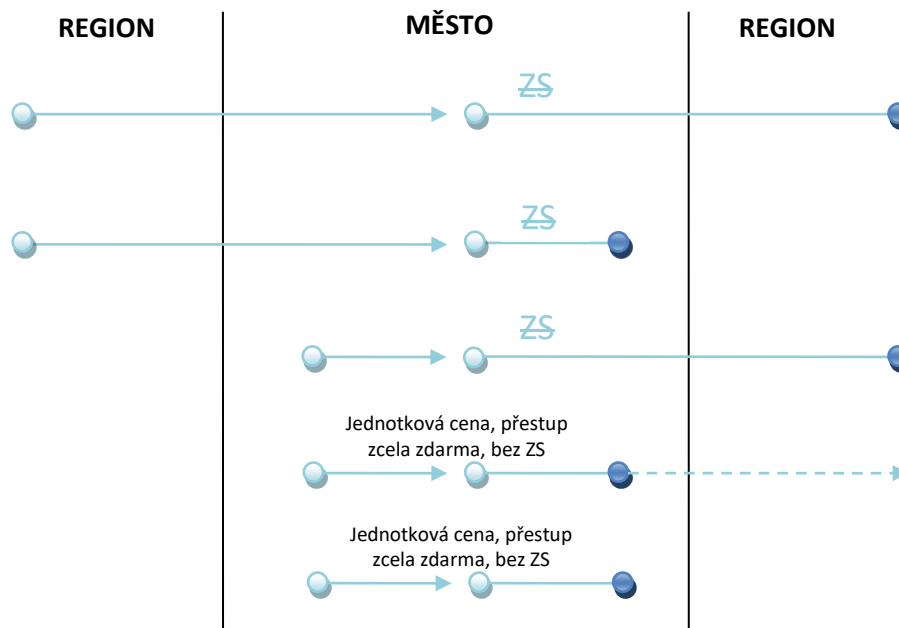 REGION
MĚSTO
REGION
ZS
ZS
ZS
Jednotková cena, přestup
zcela zdarma, bez ZS
Jednotková cena, přestup
zcela zdarma, bez ZS